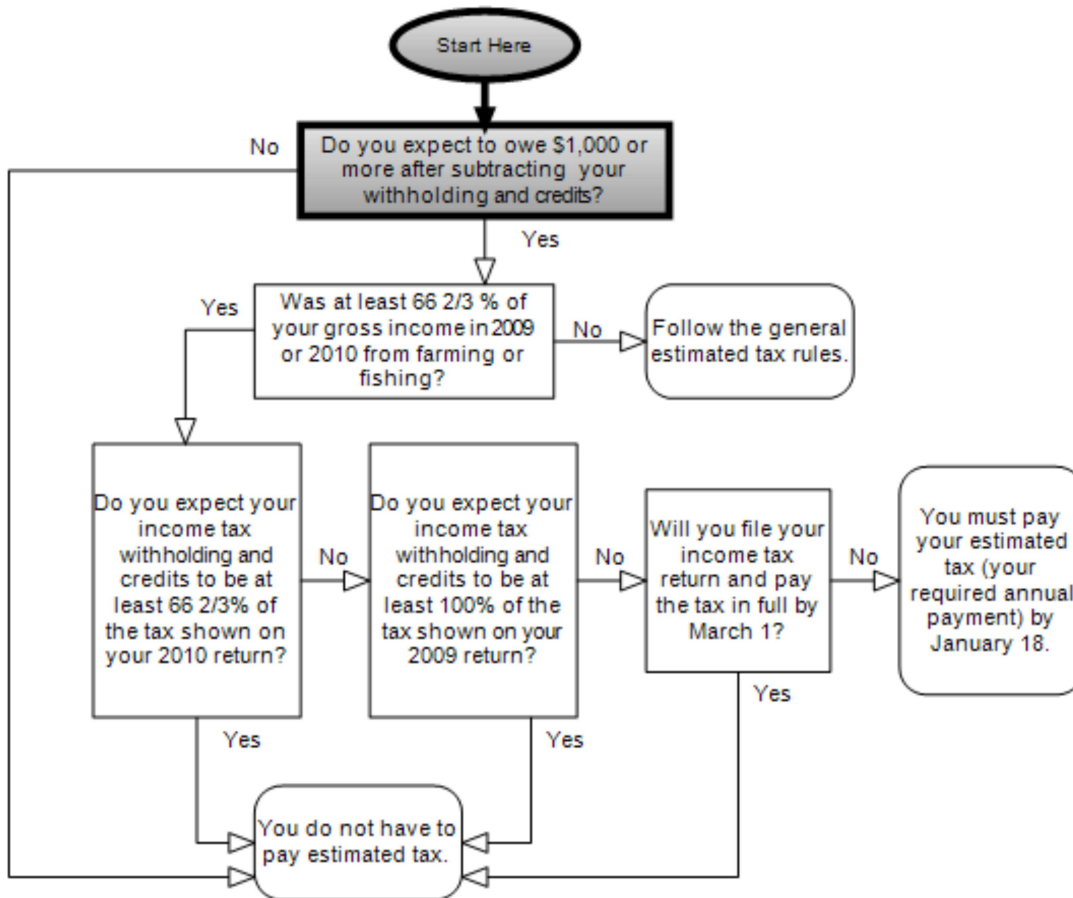 Start Here
No
Do you expect to owe $1,000 or
more after subtracting your
withholding and credits?
Yes
Yes
Was at least 66 2/3 % of
your gross income in 2009
or 2010 from farming or
fishing?
No
Follow the general
estimated tax rules.
Do you expect your
income tax
withholding and
credits to be at
least 66 2/3% of
the tax shown on
your 2010 return?
No
Do you expect your
income tax
withholding and
credits to be at
least 100% of the
tax shown on your
2009 return?
No
Will you file your
income tax
return and pay
the tax in full by
March 1?
No
You must pay
your estimated
tax (your
required annual
payment) by
January 18.
Yes
Yes
Yes
You do not have to
pay estimated tax.